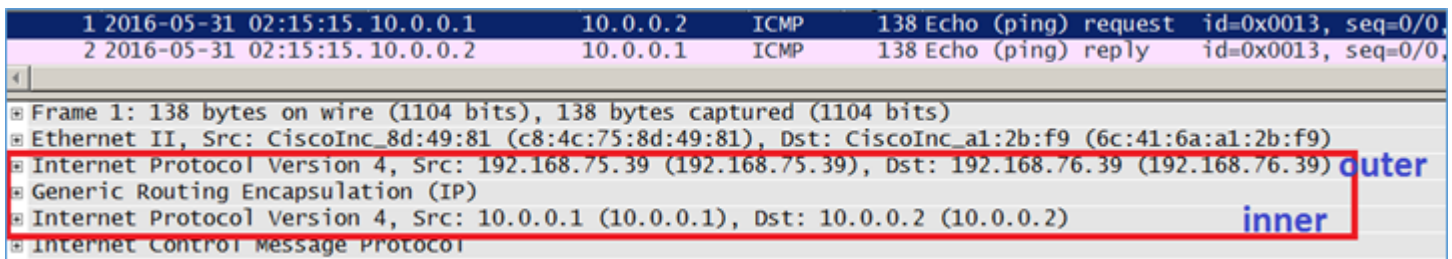 1 2016-05-31 02:15:15. 10.0.0.1 10.0.0.2 ICMP 138 Echo (ping) request id=0x0013, seq=0/0,
2 2016-05-31 02:15:15. 10.0.0.2 10.0.0.1 ICMP 138 Echo (ping) reply id=0x0013, seq=0/0,
Frame 1: 138 bytes on wire (1104 bits), 138 bytes captured (1104 bits)
Ethernet II, Src: CiscoInc_8d:49:81 (c8:4c:75:8d:49:81), Dst: CiscoInc_a1:2b:f9 (6c:41:6a:a1:2b:f9)
Internet Protocol Version 4, Src: 192.168.75.39 (192.168.75.39), Dst: 192.168.76.39 (192.168.76.39) outer
Generic Routing Encapsulation (IP)
Internet Protocol Version 4, Src: 10.0.0.1 (10.0.0.1), Dst: 10.0.0.2 (10.0.0.2) inner
Internet Control Message Protocol